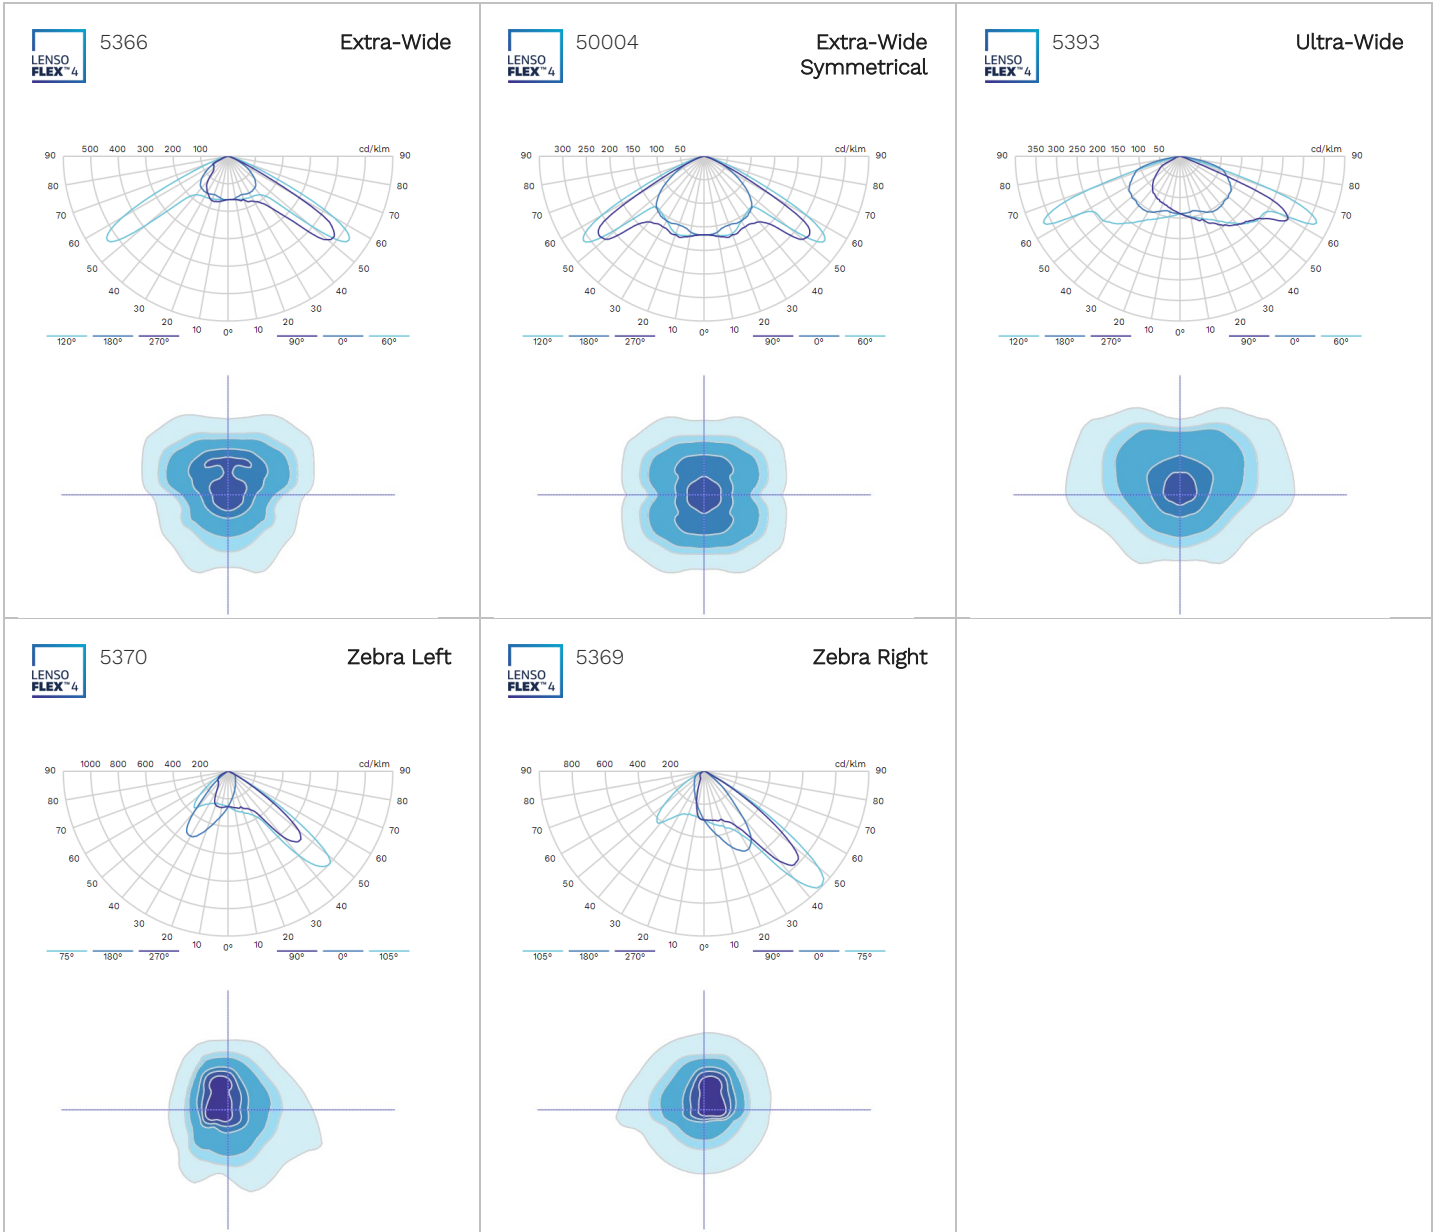 LENSO
FLEX™4
5366
Extra-Wide
500 400 300 200 100 cd/klm
90 90
80 80
70 70
60 60
50 50
40 40
30 30
20 10 0° 10 20
120° 180° 270° 90° 0° 60°
LENSO
FLEX™4
50004
Extra-Wide
Symmetrical
300 250 200 150 100 50 cd/klm
90 90
80 80
70 70
60 60
50 50
40 40
30 30
20 10 0° 10 20
120° 180° 270° 90° 0° 60°
LENSO
FLEX™4
5393
Ultra-Wide
350 300 250 200 150 100 50 cd/klm
90 90
80 80
70 70
60 60
50 50
40 40
30 30
20 10 0° 10 20
120° 180° 270° 90° 0° 60°
LENSO
FLEX™4
5370
Zebra Left
1000 800 600 400 200 cd/klm
90 90
80 80
70 70
60 60
50 50
40 40
30 30
20 10 0° 10 20
75° 180° 270° 90° 0° 105°
LENSO
FLEX™4
5369
Zebra Right
800 600 400 200 cd/klm
90 90
80 80
70 70
60 60
50 50
40 40
30 30
20 10 0° 10 20
105° 180° 270° 90° 0° 75°